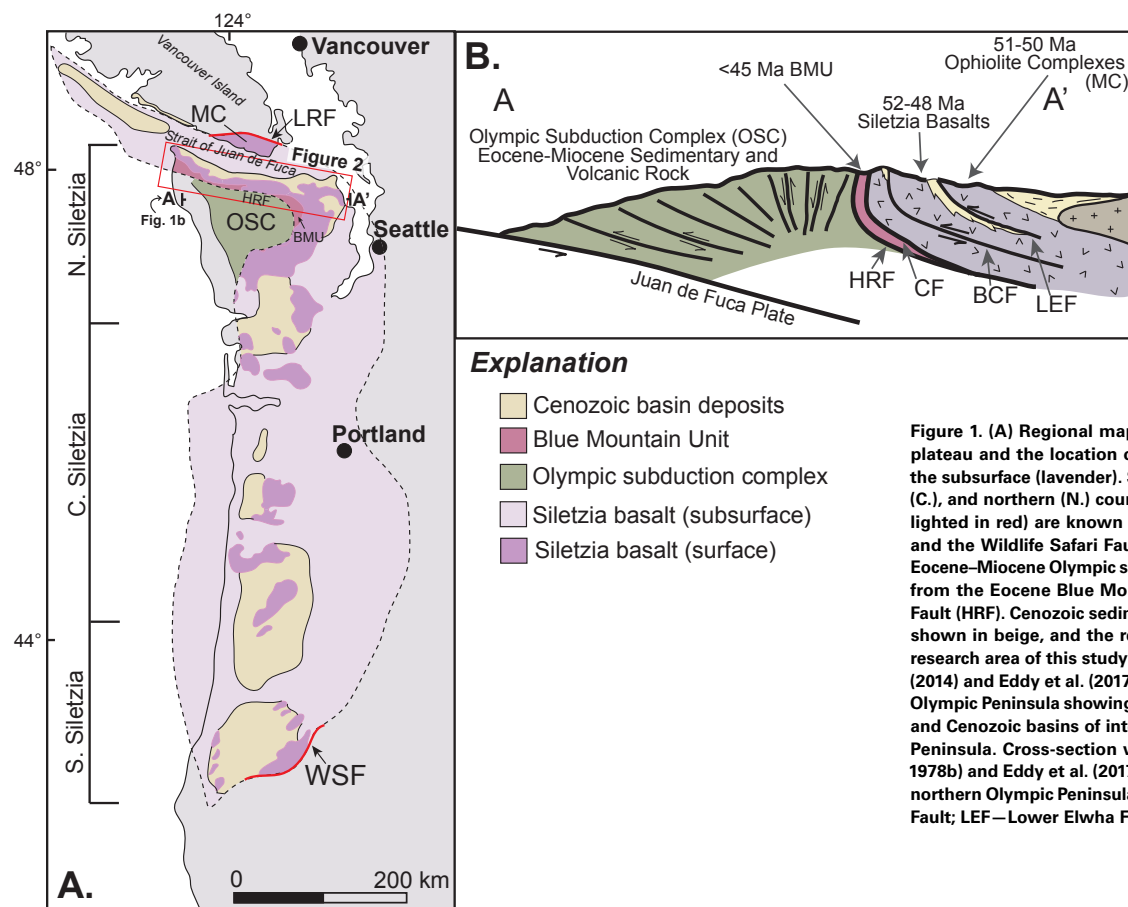 124°
Vancouver
Vancouver Island
MC
LRF
Strait of Juan de Fuca
Figure 2
48°
A
A'
Fig. 1b
HRF
OSC
BMU
Seattle
N. Siletzia
C. Siletzia
Portland
44°
S. Siletzia
WSF
A.
0 200 km
B.
A
<45 Ma BMU
51-50 Ma
Ophiolite Complexes
(MC)
A'
52-48 Ma
Siletzia Basalts
Olympic Subduction Complex (OSC)
Eocene-Miocene Sedimentary and
Volcanic Rock
Juan de Fuca Plate
HRF
CF
BCF
LEF
Explanation
Cenozoic basin deposits
Blue Mountain Unit
Olympic subduction complex
Siletzia basalt (subsurface)
Siletzia basalt (surface)
Figure 1. (A) Regional map
plateau and the location
the subsurface (lavender).
(C.), and northern (N.) coun
lighted in red) are known
and the Wildlife Safari Fau
Eocene–Miocene Olympic s
from the Eocene Blue Mo
Fault (HRF). Cenozoic sedim
shown in beige, and the re
research area of this study
(2014) and Eddy et al. (2017
Olympic Peninsula showing
and Cenozoic basins of int
Peninsula. Cross-section v
1978b) and Eddy et al. (2017
northern Olympic Peninsula
Fault; LEF—Lower Elwha F